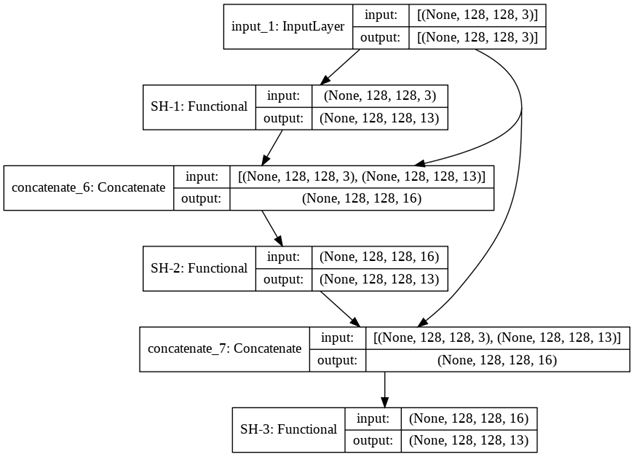 input_1: InputLayer input: [(None, 128, 128, 3)]
output: [(None, 128, 128, 3)]
SH-1: Functional input: (None, 128, 128, 3)
output: (None, 128, 128, 13)
concatenate_6: Concatenate input: [(None, 128, 128, 3), (None, 128, 128, 13)]
output: (None, 128, 128, 16)
SH-2: Functional input: (None, 128, 128, 16)
output: (None, 128, 128, 13)
concatenate_7: Concatenate input: [(None, 128, 128, 3), (None, 128, 128, 13)]
output: (None, 128, 128, 16)
SH-3: Functional input: (None, 128, 128, 16)
output: (None, 128, 128, 13)